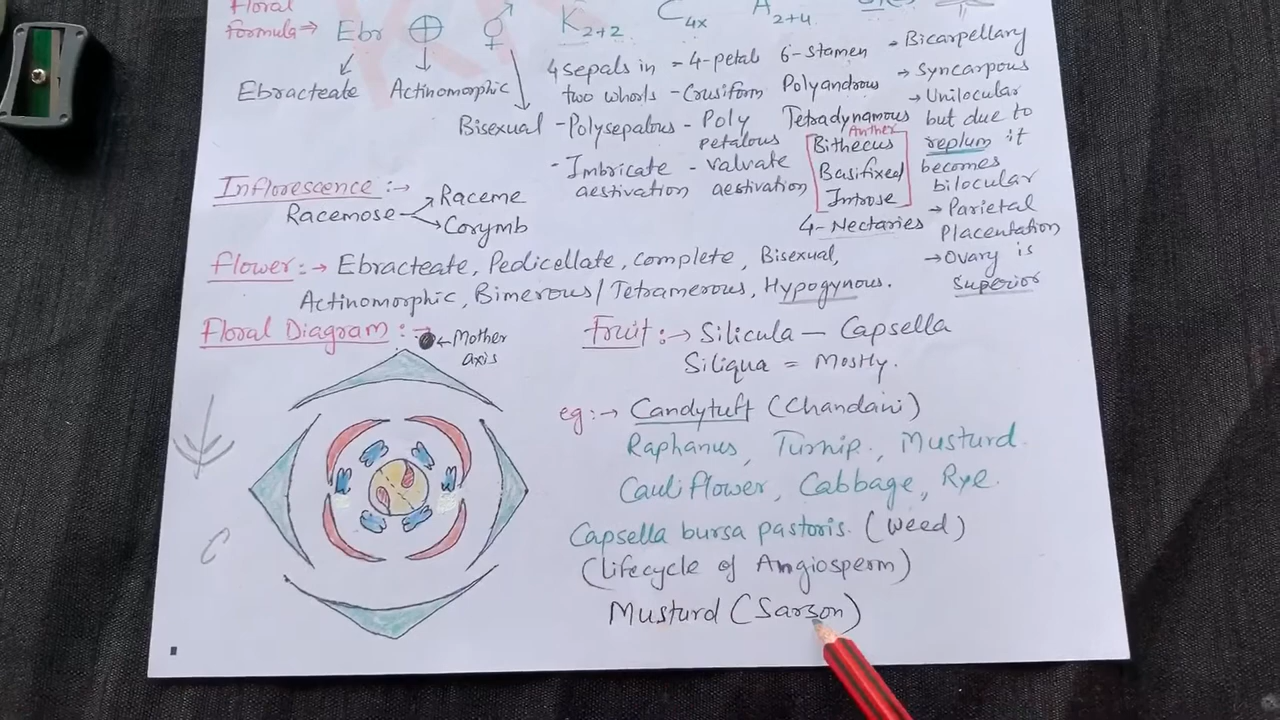 Floral
formula → Ebr ⊕ ⚥ K2+2 C4x A2+4
Ebracteate Actinomorphic Bisexual
4 sepals in two whorls
- Polysepalous
- Imbricate aestivation
- 4-petal
- Crusiform
- Poly petalous
- Valvate aestivation
6-stamen
Polyandrous
Tetradynamous
Anther
Bithecus
Basifixed
Introse
4-Nectaries
→ Bicarpellary
→ Syncarpous
→ Unilocular
but due to
replum it
becomes
bilocular
→ Parietal
Placentation
→ Ovary is
superior
Inflorescence :→
Racemose Raceme
Corymb
Flower :→ Ebracteate, Pedicellate, complete, Bisexual,
Actinomorphic, Bimerous/Tetramerous, Hypogynous.
Floral Diagram :→
← Mother
axis
Fruit :→ Silicula — Capsella
Siliqua = Mostly.
eg :→ Candytuft (Chandani)
Raphanus, Turnip, Musturd.
Cauliflower, Cabbage, Rye.
Capsella bursa pastoris. (weed)
(Lifecycle of Angiosperm)
Musturd (Sarson)